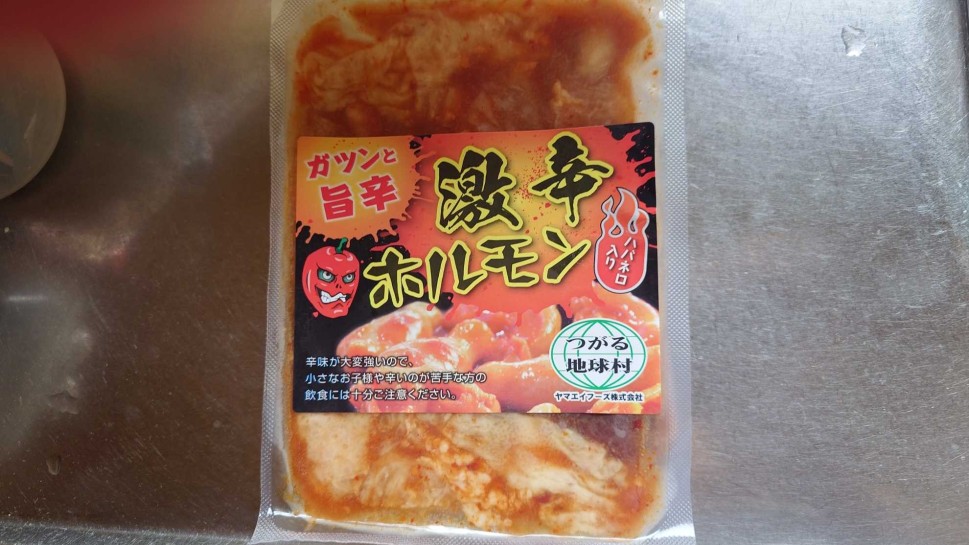 ガツンと
旨辛
激辛
ホルモン
ハバネロ
入り
辛味が大変強いので、
小さなお子様や辛いのが苦手な方の
飲食には十分ご注意ください。
つがる
地球村
ヤマエイフーズ株式会社